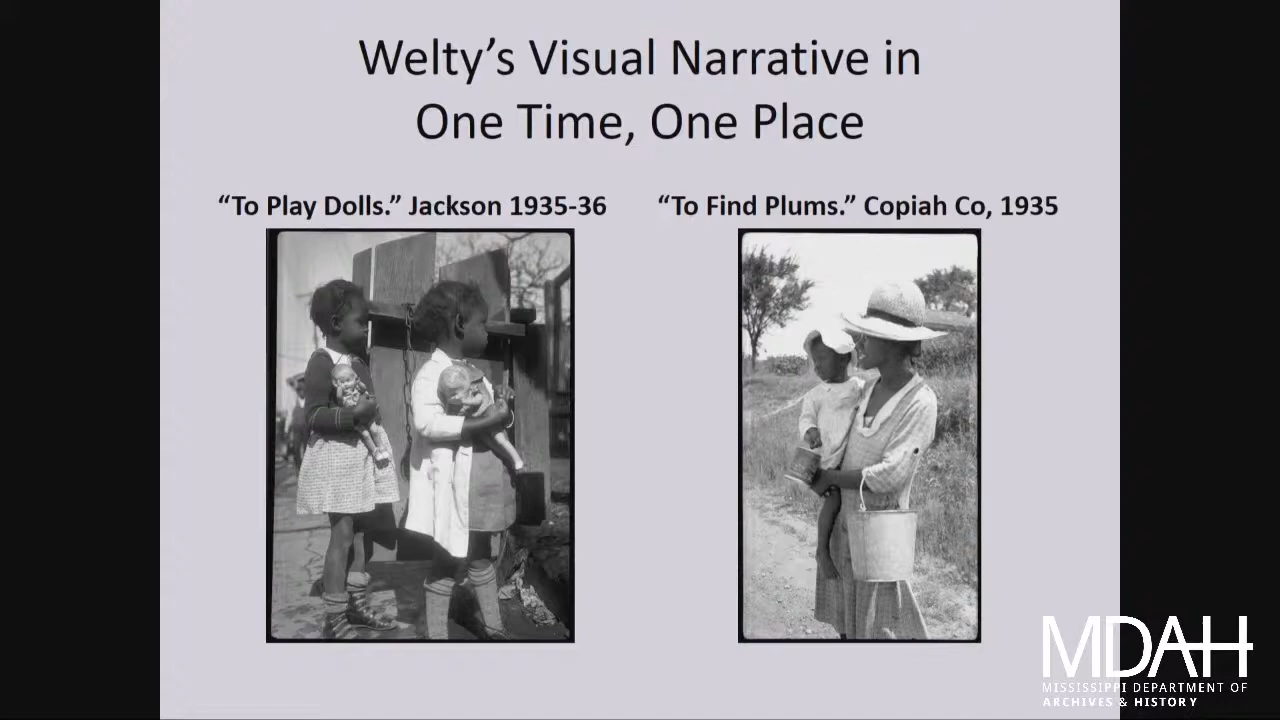 Welty’s Visual Narrative in
One Time, One Place
“To Play Dolls.” Jackson 1935-36
“To Find Plums.” Copiah Co, 1935
MDAH
MISSISSIPPI DEPARTMENT OF
ARCHIVES & HISTORY